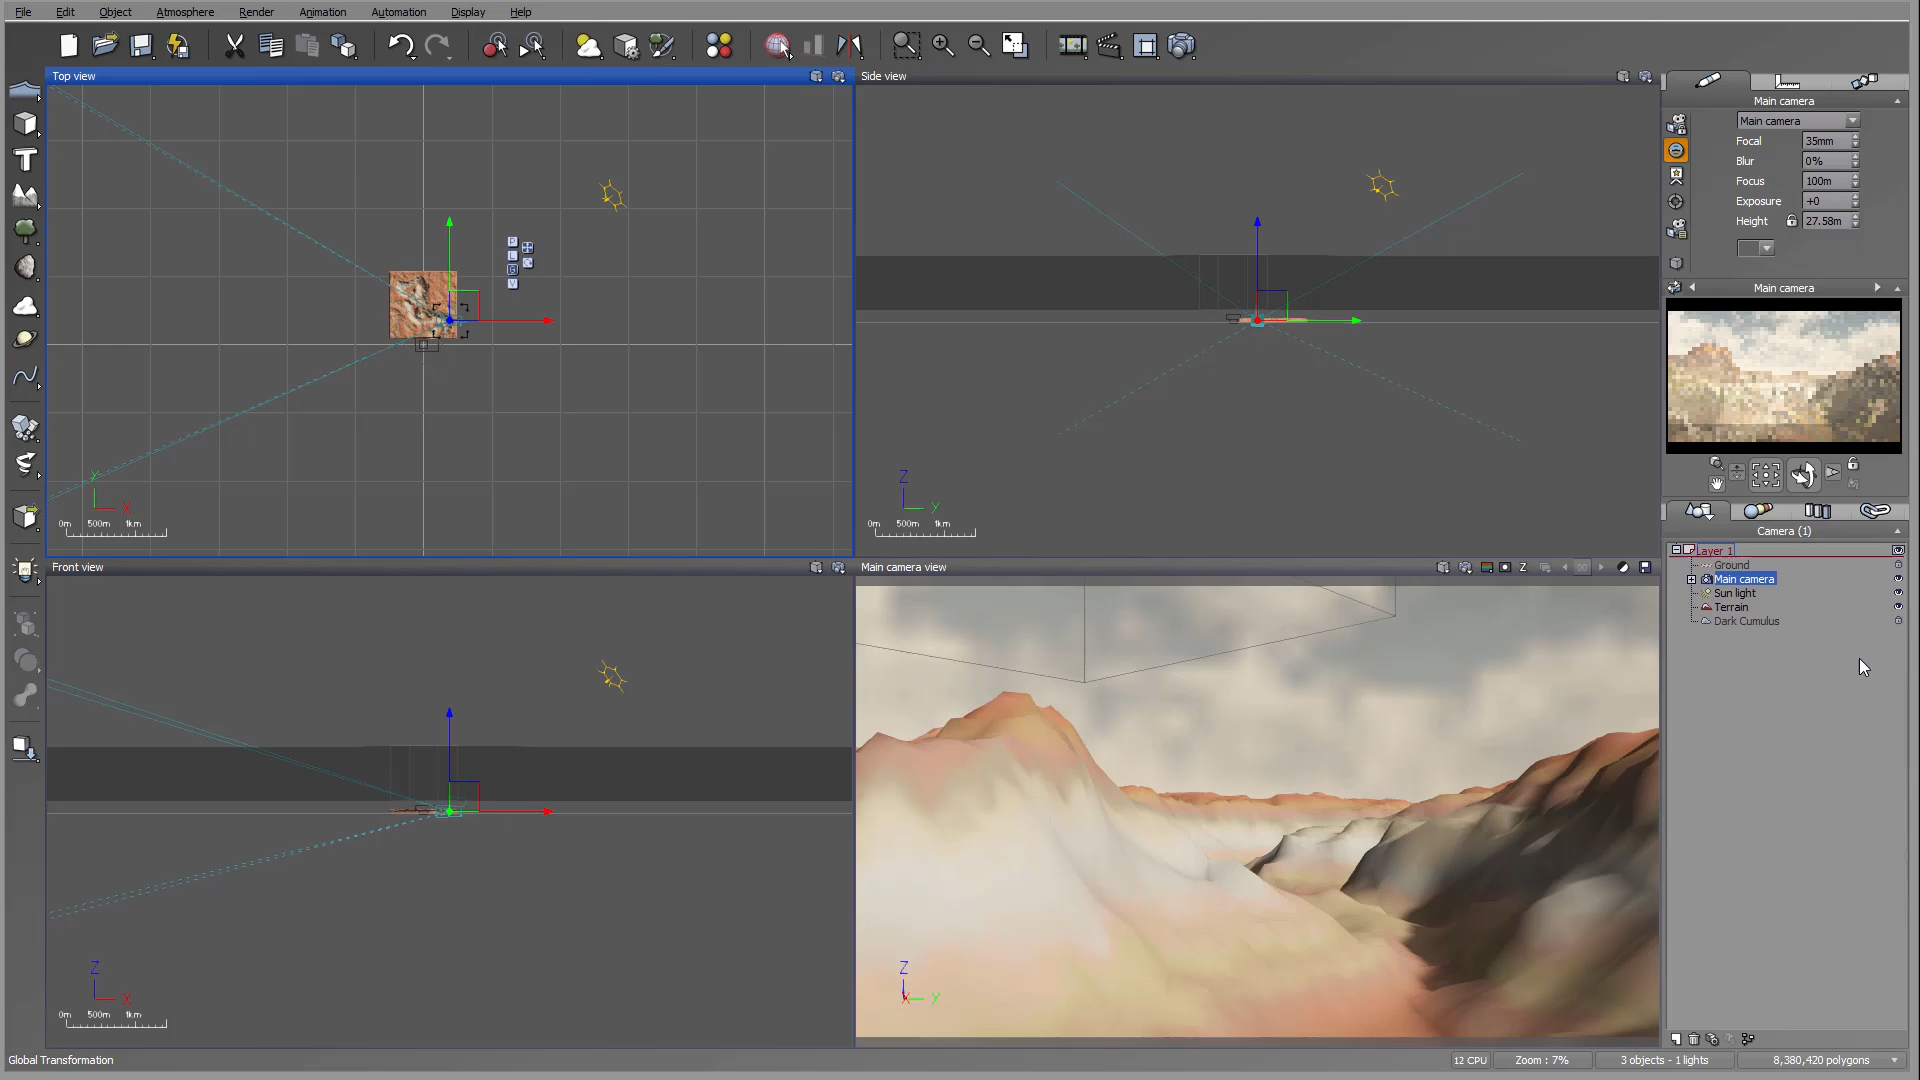 File Edit Object Atmosphere Render Animation Automation Display Help
Top view
Side view
Main camera
Main camera
Focal 35mm
Blur 0%
Focus 100m
Exposure +0
Height 27.58m
P
L
G
V
Main camera
Y
X
0m 500m 1km
Z
Y
0m 500m 1km
Camera (1)
Layer 1
Ground
Main camera
Sun light
Terrain
Dark Cumulus
Front view
Main camera view
Z
Z
X
0m 500m 1km
Z
X
Y
Global Transformation
12 CPU
Zoom : 7%
3 objects - 1 lights
8,380,420 polygons